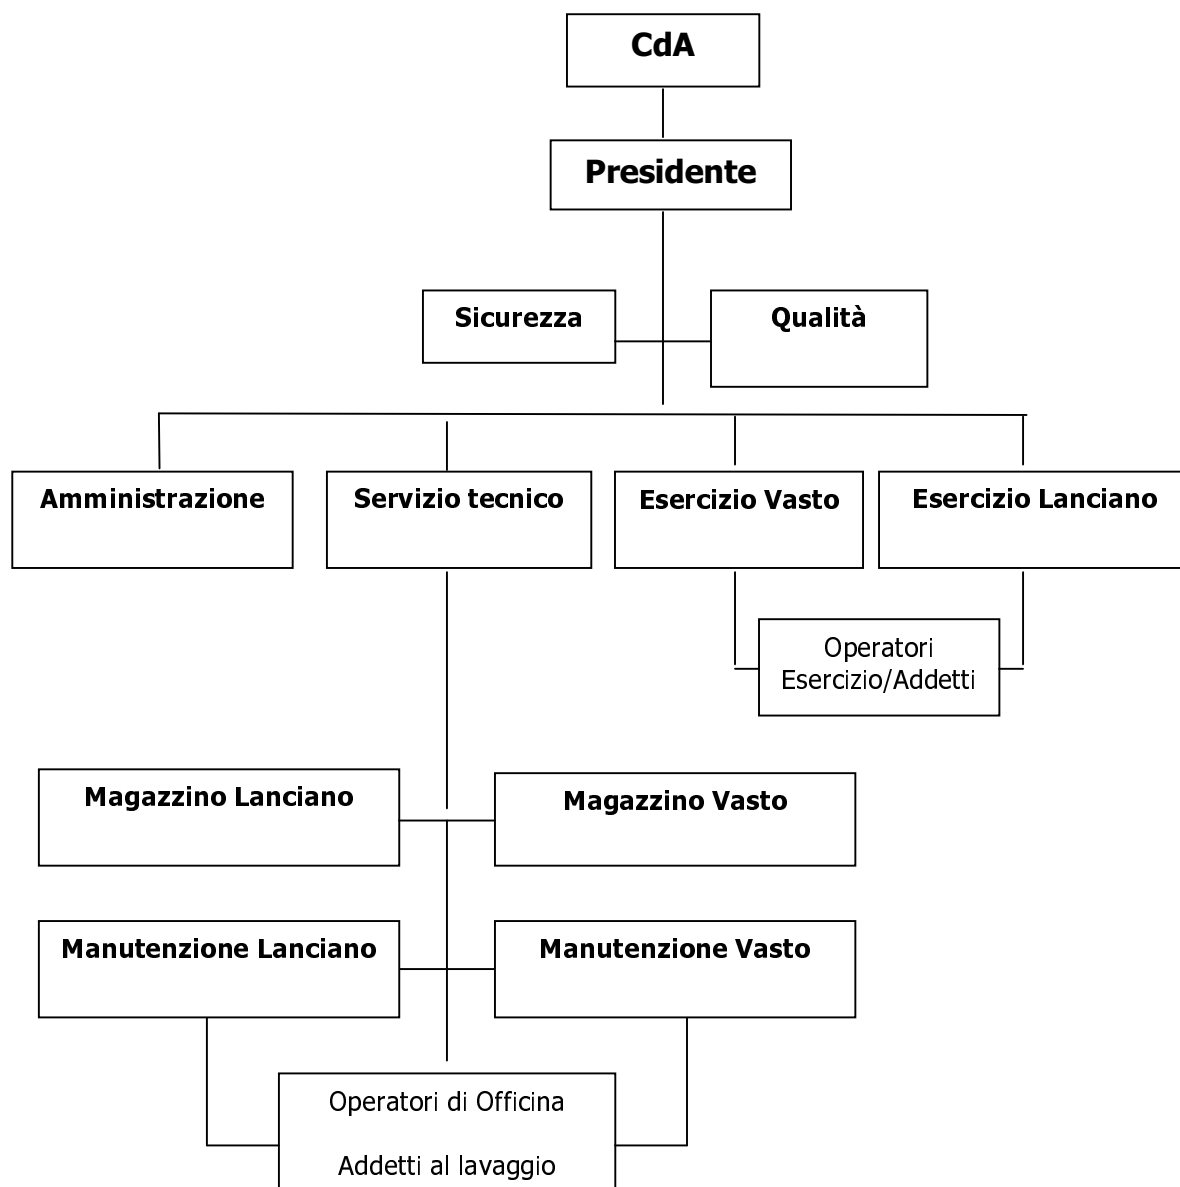 CdA
Presidente
Sicurezza
Qualità
Amministrazione
Servizio tecnico
Esercizio Vasto
Esercizio Lanciano
Operatori
Esercizio/Addetti
Magazzino Lanciano
Magazzino Vasto
Manutenzione Lanciano
Manutenzione Vasto
Operatori di Officina
Addetti al lavaggio